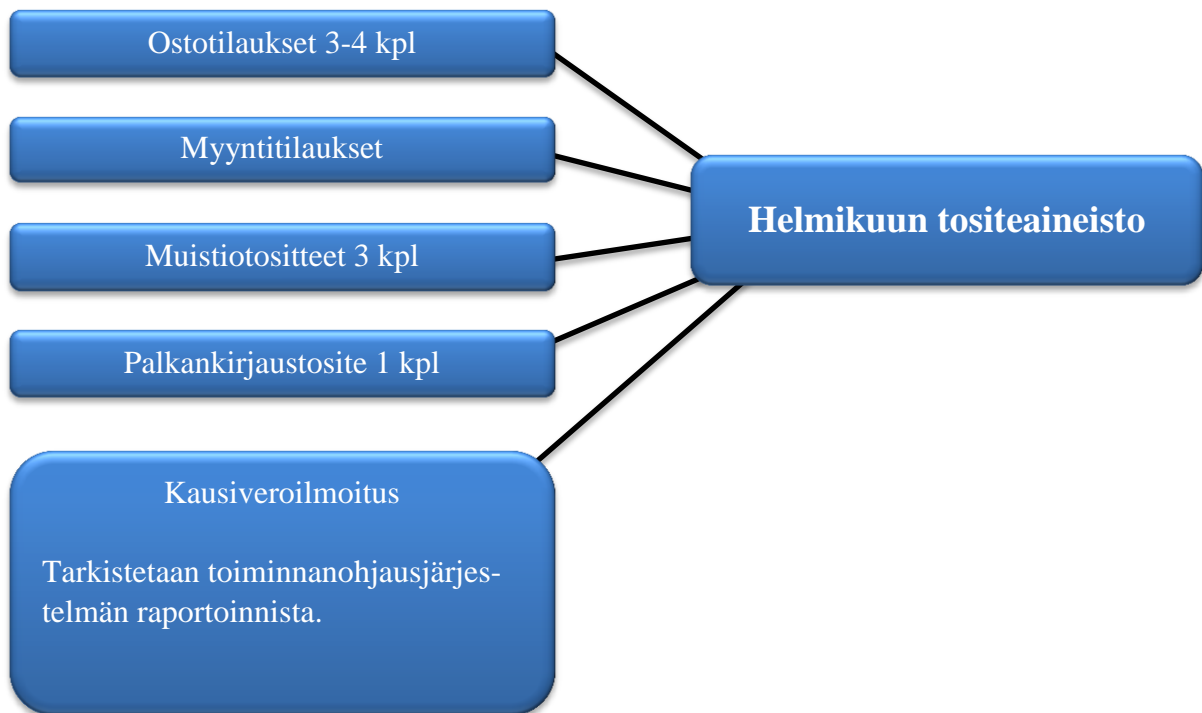 Ostotilaukset 3-4 kpl
Myyntitilaukset
Helmikuun tositeaineisto
Muistiotositteet 3 kpl
Palkankirjaustosite 1 kpl
Kausiveroilmoitus
Tarkistetaan toiminnanohjausjärjes-
telmän raportoinnista.